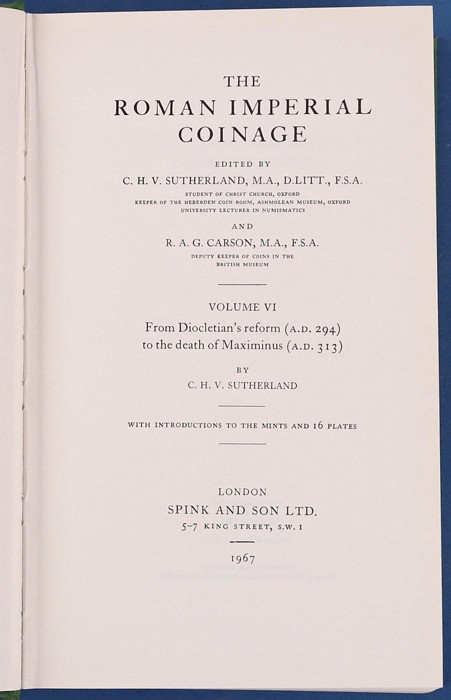 THE
ROMAN IMPERIAL
COINAGE
EDITED BY
C. H. V. SUTHERLAND, M.A., D.LITT., F.S.A.
STUDENT OF CHRIST CHURCH, OXFORD
KEEPER OF THE HEBERDEN COIN ROOM, ASHMOLEAN MUSEUM, OXFORD
UNIVERSITY LECTURER IN NUMISMATICS
AND
R. A. G. CARSON, M.A., F.S.A.
DEPUTY KEEPER OF COINS IN THE
BRITISH MUSEUM
VOLUME VI
From Diocletian's reform (A.D. 294)
to the death of Maximinus (A.D. 313)
BY
C. H. V. SUTHERLAND
WITH INTRODUCTIONS TO THE MINTS AND 16 PLATES
LONDON
SPINK AND SON LTD.
5–7 KING STREET, S.W. 1
1967